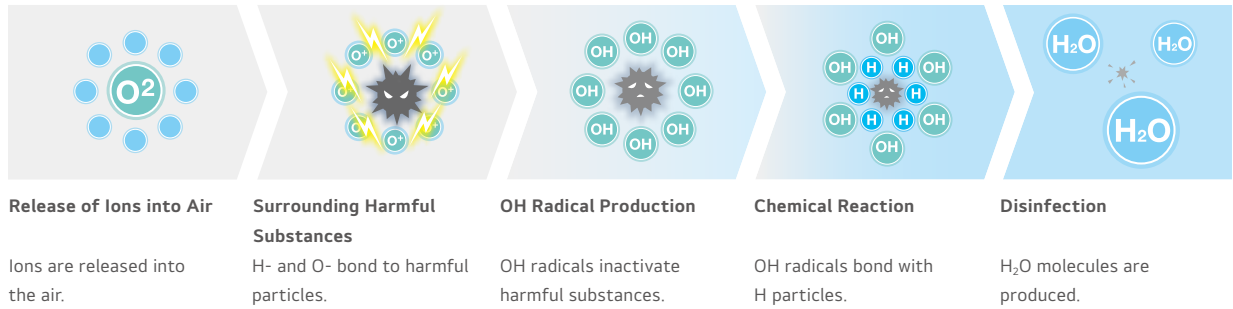 O²
O⁺
O⁺
O⁺
O⁺
O⁺
O⁺
O⁺
O⁺
OH
OH
OH
OH
OH
OH
OH
OH
OH
OH
H
H
OH
H
H
OH
H
H
OH
OH
H₂O
H₂O
H₂O
Release of Ions into Air
Ions are released into
the air.
Surrounding Harmful
Substances
H- and O- bond to harmful
particles.
OH Radical Production
OH radicals inactivate
harmful substances.
Chemical Reaction
OH radicals bond with
H particles.
Disinfection
H₂O molecules are
produced.